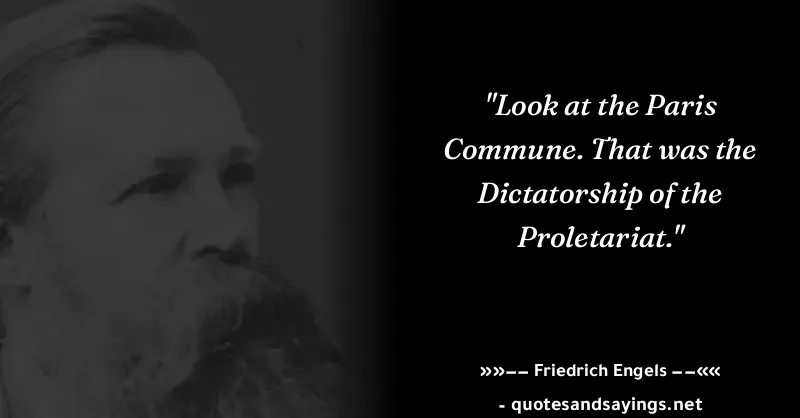 "Look at the Paris
Commune. That was the
Dictatorship of the
Proletariat."
»»−− Friedrich Engels −−««
- quotesandsayings.net